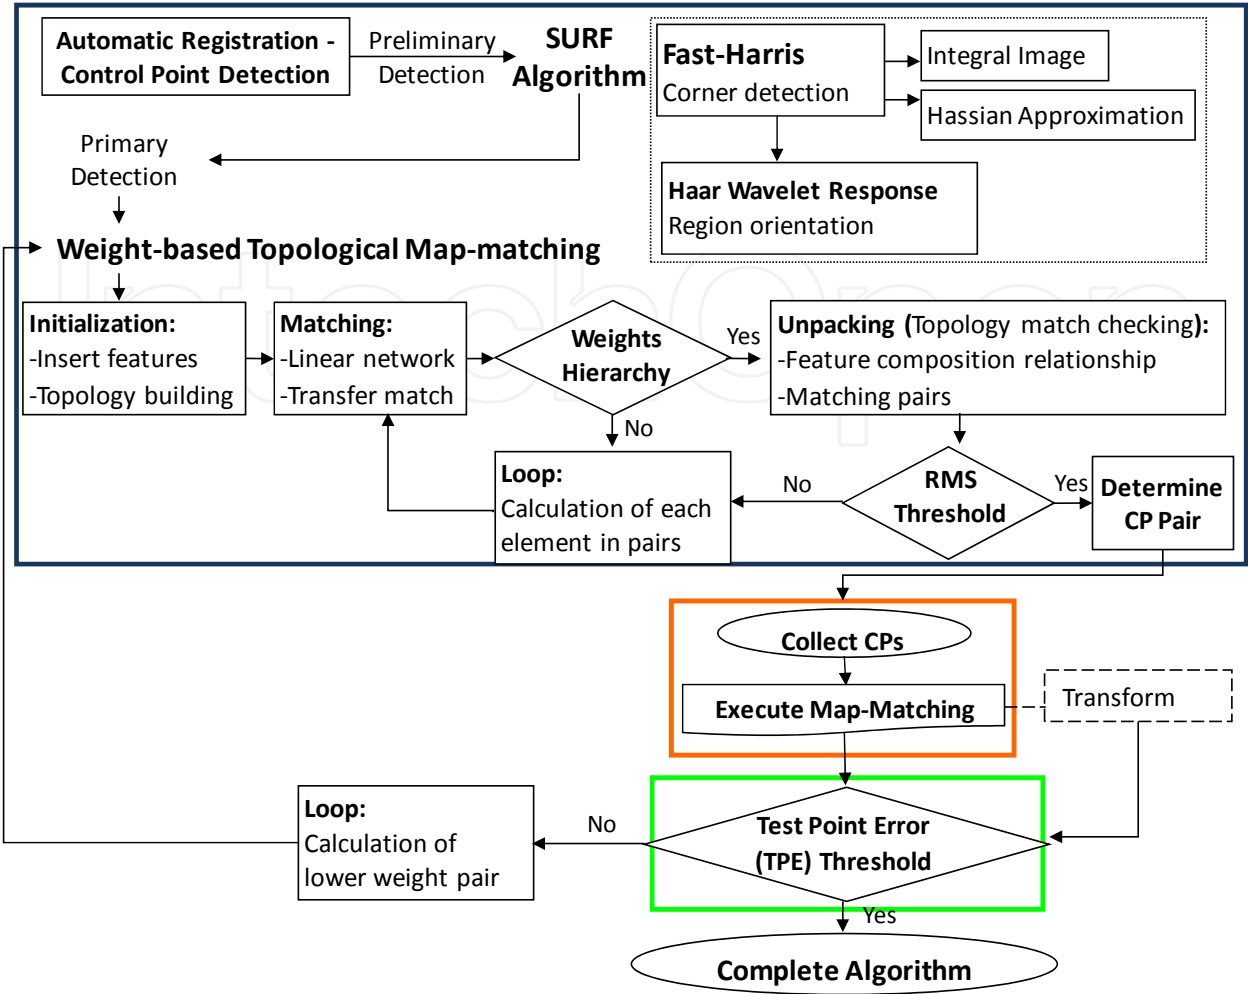 Automatic Registration -
Control Point Detection
Preliminary
Detection
SURF
Algorithm
Fast-Harris
Corner detection
Integral Image
Hassian Approximation
Haar Wavelet Response
Region orientation
Primary
Detection
Weight-based Topological Map-matching
Initialization:
-Insert features
-Topology building
Matching:
-Linear network
-Transfer match
Weights
Hierarchy
Yes
No
Unpacking (Topology match checking):
-Feature composition relationship
-Matching pairs
Loop:
Calculation of each
element in pairs
No
RMS
Threshold
Yes
Determine
CP Pair
Collect CPs
Execute Map-Matching
Transform
Loop:
Calculation of
lower weight pair
No
Test Point Error
(TPE) Threshold
Yes
Complete Algorithm
IntechOpen